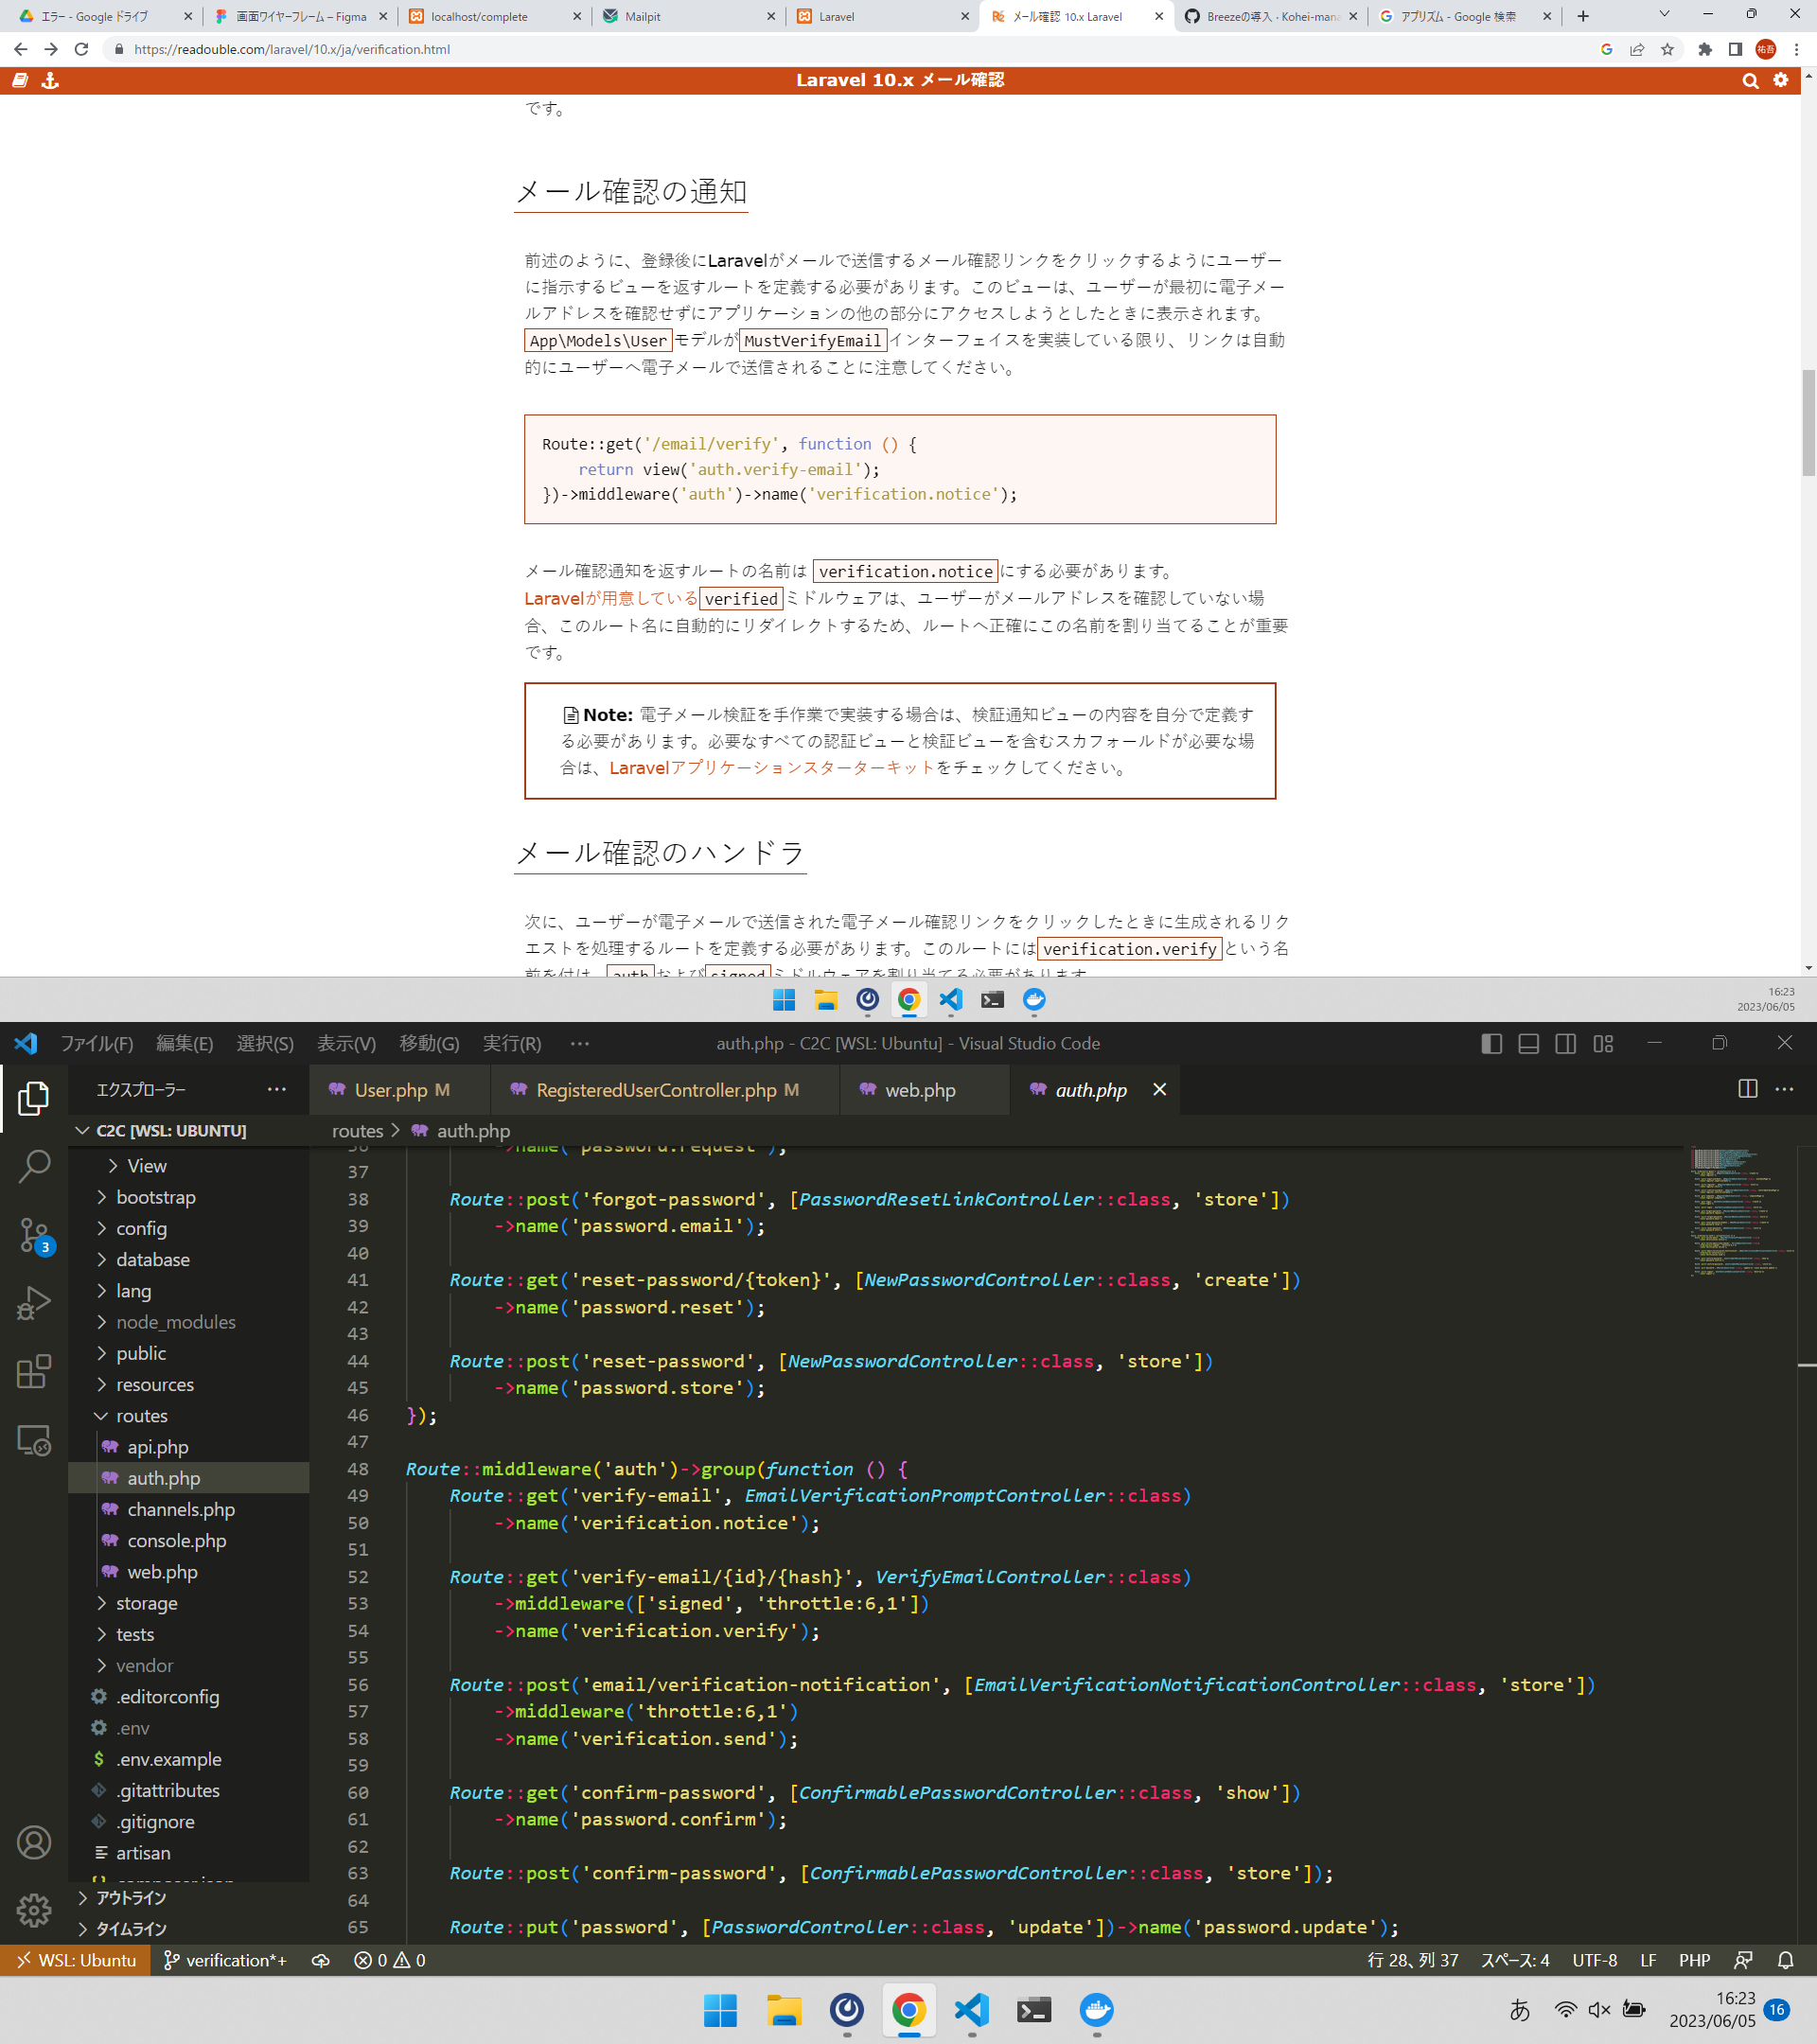 エラー - Google ドライブ
画面ワイヤーフレーム – Figma
localhost/complete
Mailpit
Laravel
メール確認 10.x Laravel
Breezeの導入 · Kohei-mana
アプリズム - Google 検索
https://readouble.com/laravel/10.x/ja/verification.html
祐吾
Laravel 10.x メール確認
です。
メール確認の通知
前述のように、登録後にLaravelがメールで送信するメール確認リンクをクリックするようにユーザー
に指示するビューを返すルートを定義する必要があります。このビューは、ユーザーが最初に電子メー
ルアドレスを確認せずにアプリケーションの他の部分にアクセスしようとしたときに表示されます。
App\Models\UserモデルがMustVerifyEmailインターフェイスを実装している限り、リンクは自動
的にユーザーへ電子メールで送信されることに注意してください。
Route::get('/email/verify', function () {
    return view('auth.verify-email');
})->middleware('auth')->name('verification.notice');
メール確認通知を返すルートの名前は verification.noticeにする必要があります。
Laravelが用意しているverifiedミドルウェアは、ユーザーがメールアドレスを確認していない場
合、このルート名に自動的にリダイレクトするため、ルートへ正確にこの名前を割り当てることが重要
です。
Note: 電子メール検証を手作業で実装する場合は、検証通知ビューの内容を自分で定義す
る必要があります。必要なすべての認証ビューと検証ビューを含むスカフォールドが必要な場
合は、Laravelアプリケーションスターターキットをチェックしてください。
メール確認のハンドラ
次に、ユーザーが電子メールで送信された電子メール確認リンクをクリックしたときに生成されるリク
エストを処理するルートを定義する必要があります。このルートにはverification.verifyという名
前を付け、authおよびsignedミドルウェアを割り当てる必要があります。
16:23
2023/06/05
ファイル(F) 編集(E) 選択(S) 表示(V) 移動(G) 実行(R) ···
auth.php - C2C [WSL: Ubuntu] - Visual Studio Code
エクスプローラー ···
User.php M
RegisteredUserController.php M
web.php
auth.php
C2C [WSL: UBUNTU]
routes > auth.php
View
bootstrap
config
database
lang
node_modules
public
resources
routes
api.php
auth.php
channels.php
console.php
web.php
storage
tests
vendor
.editorconfig
.env
$ .env.example
.gitattributes
.gitignore
artisan
composer.json
アウトライン
タイムライン
3
36         ->name('password.request');
37
38     Route::post('forgot-password', [PasswordResetLinkController::class, 'store'])
39         ->name('password.email');
40
41     Route::get('reset-password/{token}', [NewPasswordController::class, 'create'])
42         ->name('password.reset');
43
44     Route::post('reset-password', [NewPasswordController::class, 'store'])
45         ->name('password.store');
46 });
47
48 Route::middleware('auth')->group(function () {
49     Route::get('verify-email', EmailVerificationPromptController::class)
50         ->name('verification.notice');
51
52     Route::get('verify-email/{id}/{hash}', VerifyEmailController::class)
53         ->middleware(['signed', 'throttle:6,1'])
54         ->name('verification.verify');
55
56     Route::post('email/verification-notification', [EmailVerificationNotificationController::class, 'store'])
57         ->middleware('throttle:6,1')
58         ->name('verification.send');
59
60     Route::get('confirm-password', [ConfirmablePasswordController::class, 'show'])
61         ->name('password.confirm');
62
63     Route::post('confirm-password', [ConfirmablePasswordController::class, 'store']);
64
65     Route::put('password', [PasswordController::class, 'update'])->name('password.update');
WSL: Ubuntu verification*+ 0 0
行 28、列 37 スペース: 4 UTF-8 LF PHP
あ
16:23
2023/06/05
16